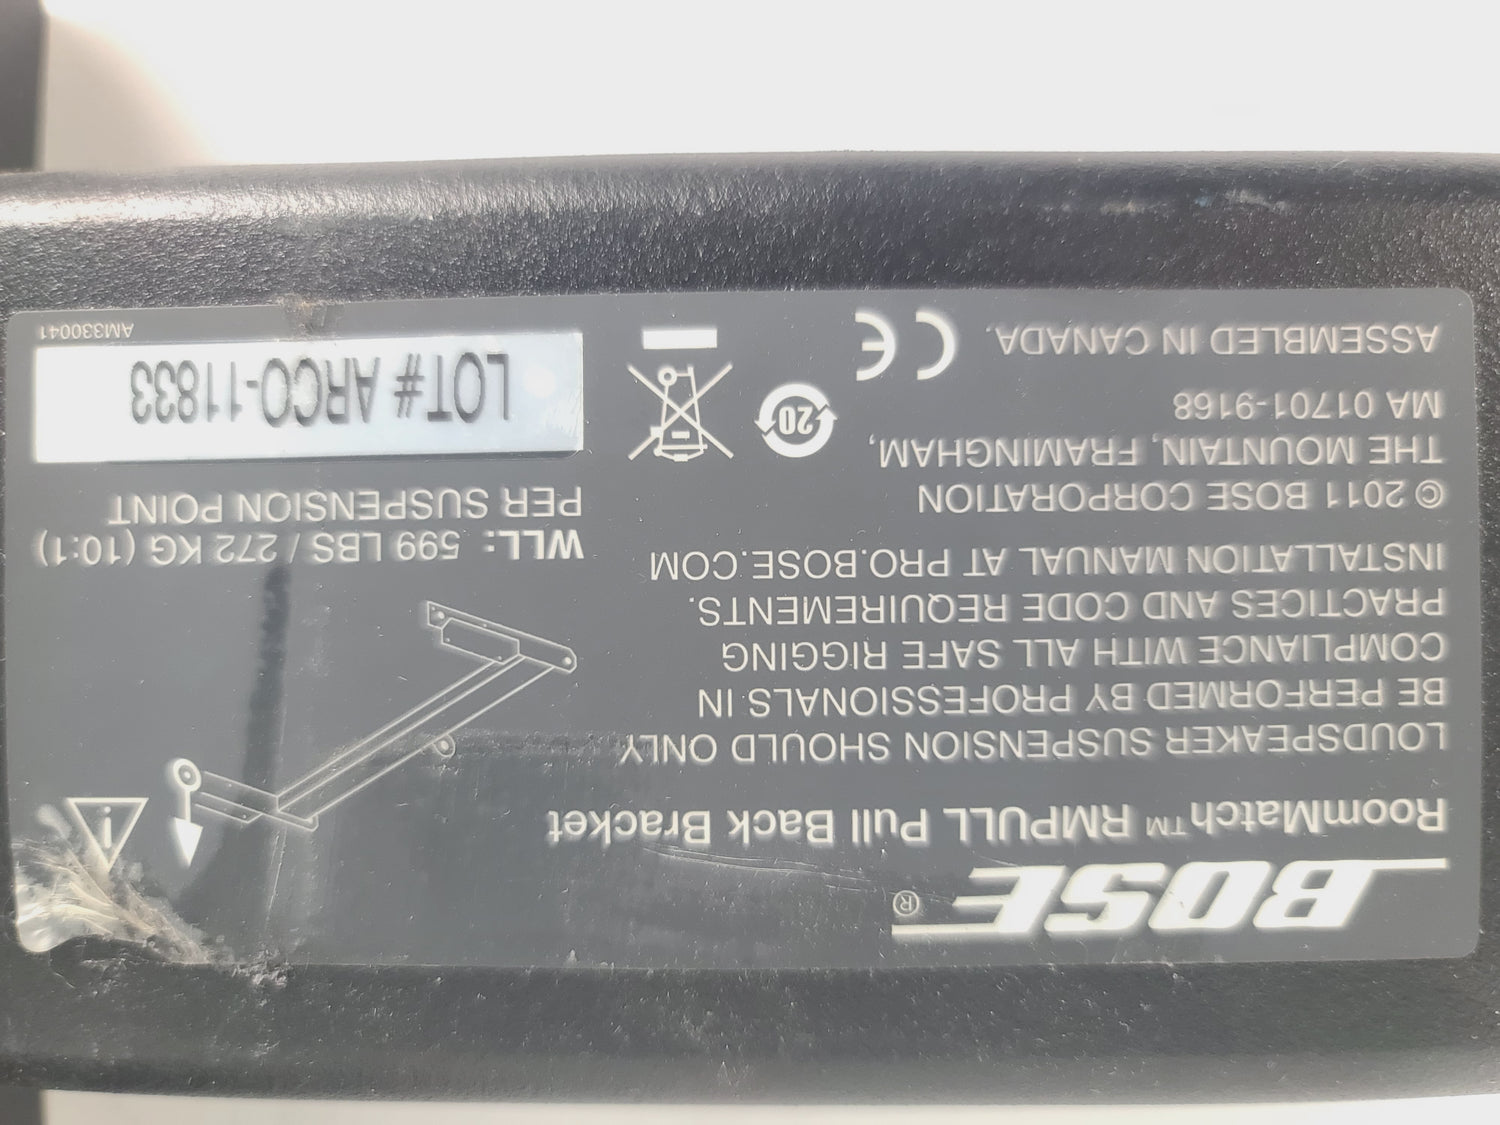 BOSE®
RoomMatch™ RMPULL Pull Back Bracket
LOUDSPEAKER SUSPENSION SHOULD ONLY
BE PERFORMED BY PROFESSIONALS IN
COMPLIANCE WITH ALL SAFE RIGGING
PRACTICES AND CODE REQUIREMENTS.
INSTALLATION MANUAL AT PRO.BOSE.COM
© 2011 BOSE CORPORATION
THE MOUNTAIN, FRAMINGHAM,
MA 01701-9168
ASSEMBLED IN CANADA.
CE
20
i
WLL: 599 LBS / 272 KG (10:1)
PER SUSPENSION POINT
LOT# ARCO-11833
AM330041